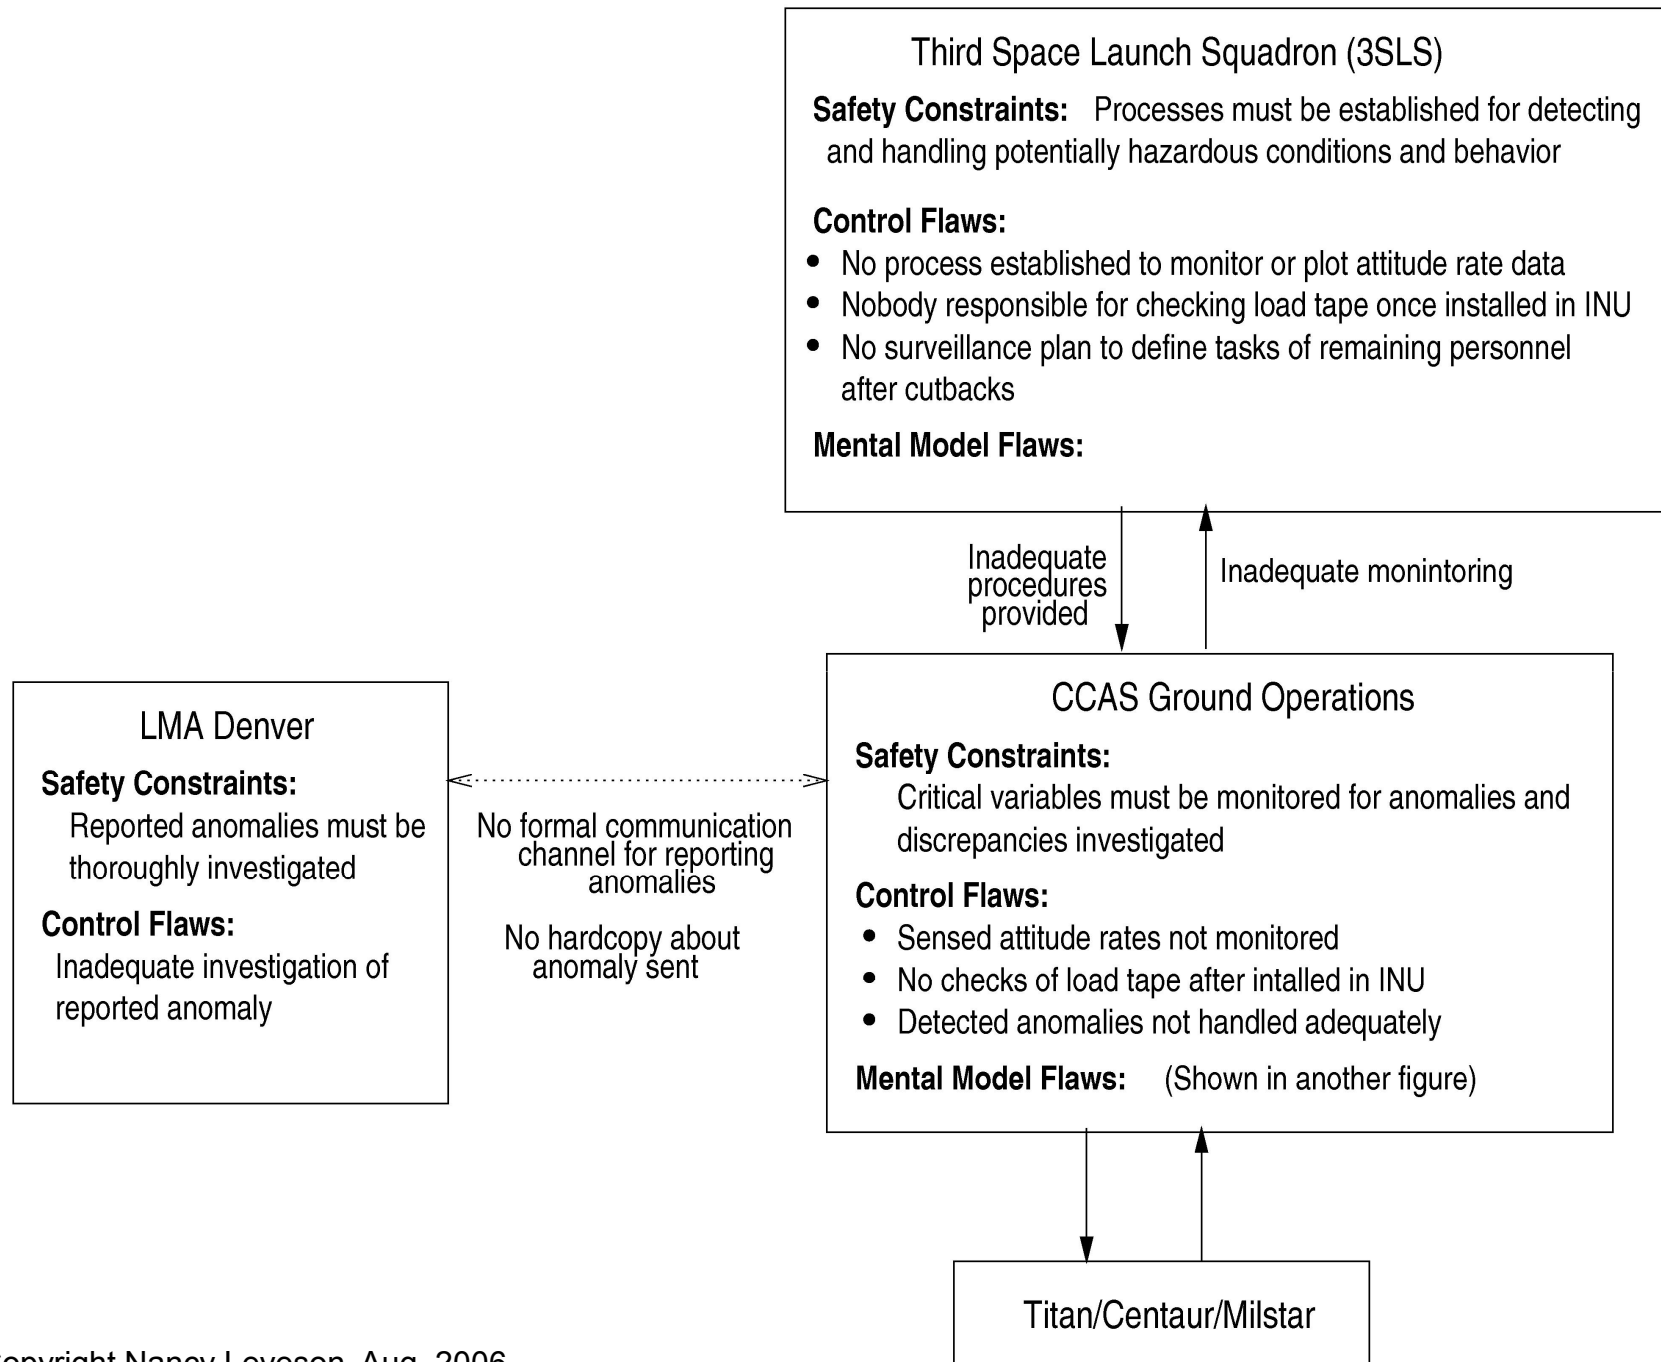 Third Space Launch Squadron (3SLS)
Safety Constraints: Processes must be established for detecting
and handling potentially hazardous conditions and behavior
Control Flaws:
• No process established to monitor or plot attitude rate data
• Nobody responsible for checking load tape once installed in INU
• No surveillance plan to define tasks of remaining personnel
after cutbacks
Mental Model Flaws:
Inadequate
procedures
provided
Inadequate monintoring
LMA Denver
Safety Constraints:
Reported anomalies must be
thoroughly investigated
Control Flaws:
Inadequate investigation of
reported anomaly
No formal communication
channel for reporting
anomalies
No hardcopy about
anomaly sent
CCAS Ground Operations
Safety Constraints:
Critical variables must be monitored for anomalies and
discrepancies investigated
Control Flaws:
• Sensed attitude rates not monitored
• No checks of load tape after intalled in INU
• Detected anomalies not handled adequately
Mental Model Flaws: (Shown in another figure)
Titan/Centaur/Milstar
opyright Nancy Leveson, Aug. 2006